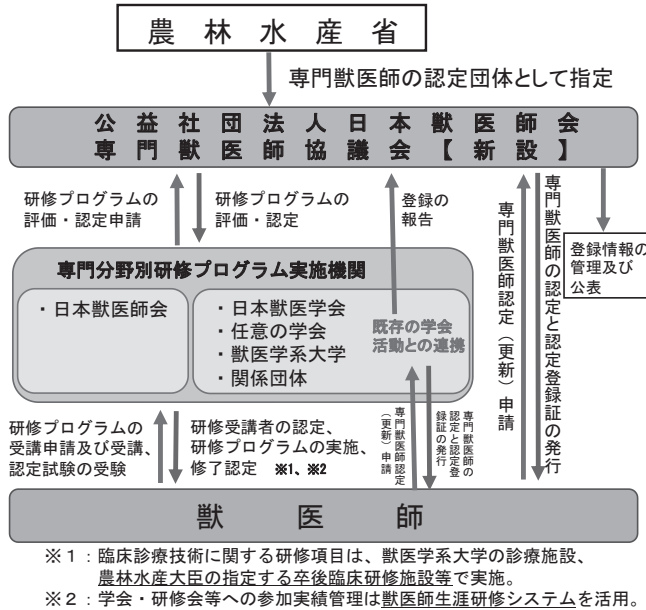 農林水産省
専門獣医師の認定団体として指定
公益社団法人日本獣医師会
専門獣医師協議会【新設】
研修プログラムの
評価・認定申請
研修プログラムの
評価・認定
登録の
報告
専門獣医師認定（更新）申請
専門獣医師の認定と認定登録証の発行
登録情報の
管理及び
公表
専門分野別研修プログラム実施機関
・日本獣医師会
・日本獣医学会
・任意の学会
・獣医学系大学
・関係団体
既存の学会
活動との連携
研修プログラムの
受講申請及び受講、
認定試験の受験
研修受講者の認定、
研修プログラムの実施、
修了認定　※1、※2
専門獣医師認定
（更新）申請
専門獣医師の
認定と認定登
録証の発行
獣医師
※１：臨床診療技術に関する研修項目は、獣医学系大学の診療施設、
農林水産大臣の指定する卒後臨床研修施設等で実施。
※２：学会・研修会等への参加実績管理は獣医師生涯研修システムを活用。